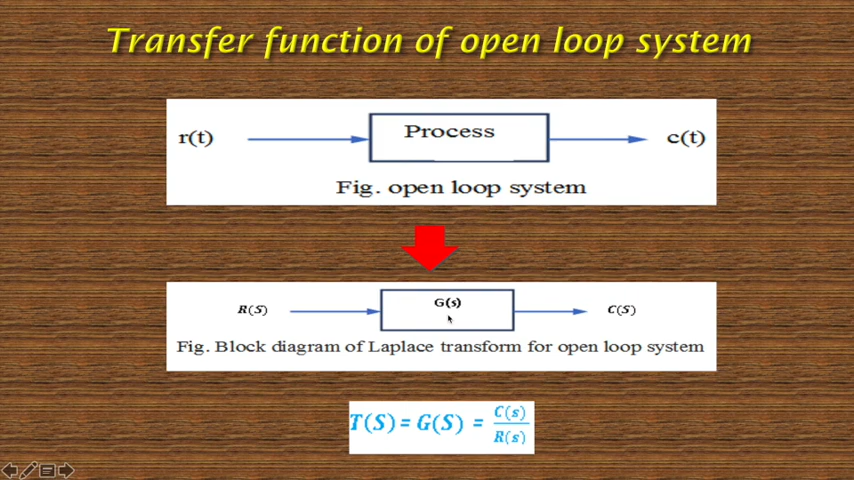 Transfer function of open loop system
r(t) Process c(t)
Fig. open loop system
R(S) G(s) C(S)
Fig. Block diagram of Laplace transform for open loop system
T(S) = G(S) = C(s)/R(s)